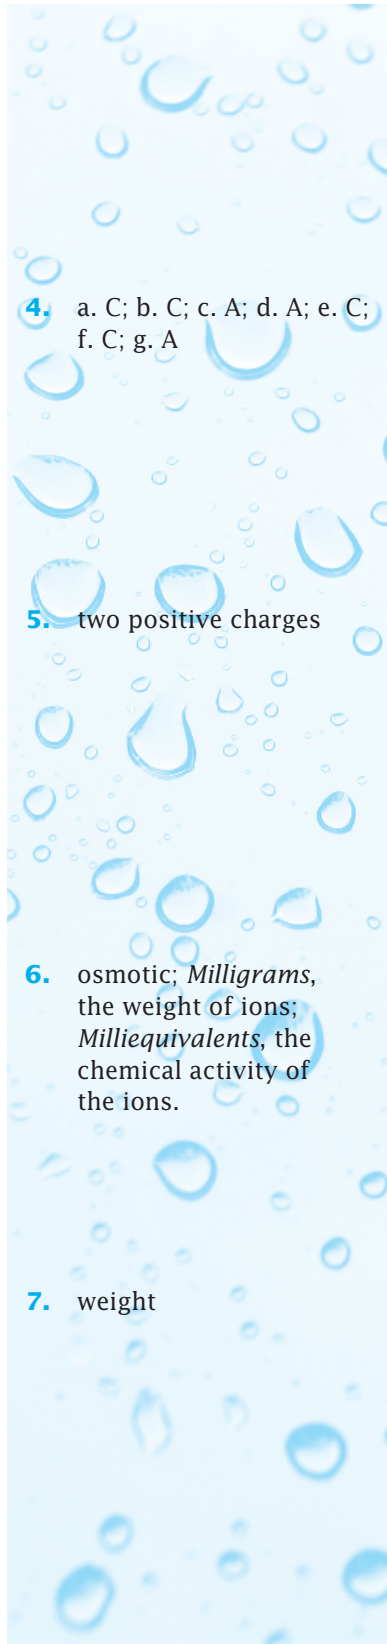 4. a. C; b. C; c. A; d. A; e. C;
f. C; g. A
5. two positive charges
6. osmotic; Milligrams,
the weight of ions;
Milliequivalents, the
chemical activity of
the ions.
7. weight